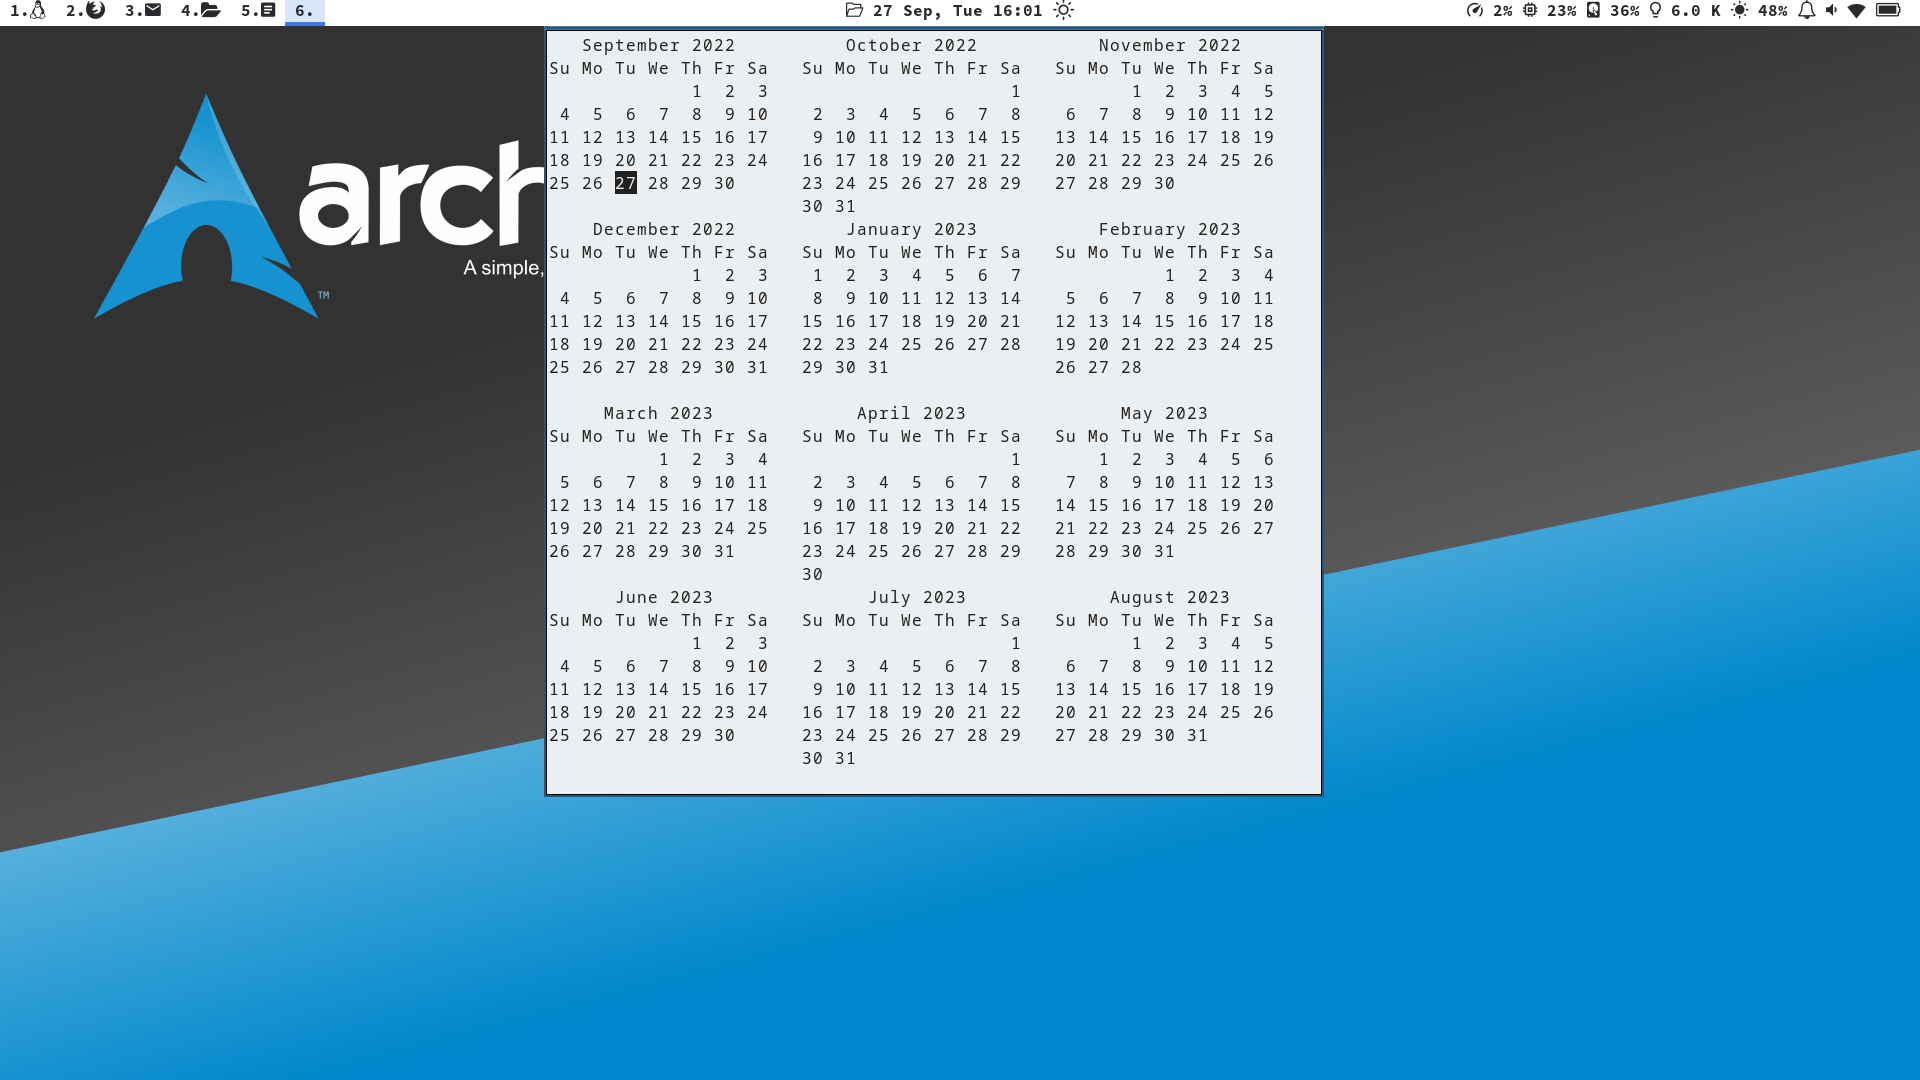 1. 2. 3. 4. 5. 6. 27 Sep, Tue 16:01 2% 23% 36% 6.0 K 48%
arch
A simple,
TM
September 2022 October 2022 November 2022
Su Mo Tu We Th Fr Sa Su Mo Tu We Th Fr Sa Su Mo Tu We Th Fr Sa
1 2 3 1 1 2 3 4 5
4 5 6 7 8 9 10 2 3 4 5 6 7 8 6 7 8 9 10 11 12
11 12 13 14 15 16 17 9 10 11 12 13 14 15 13 14 15 16 17 18 19
18 19 20 21 22 23 24 16 17 18 19 20 21 22 20 21 22 23 24 25 26
25 26 27 28 29 30 23 24 25 26 27 28 29 27 28 29 30
30 31
December 2022 January 2023 February 2023
Su Mo Tu We Th Fr Sa Su Mo Tu We Th Fr Sa Su Mo Tu We Th Fr Sa
1 2 3 1 2 3 4 5 6 7 1 2 3 4
4 5 6 7 8 9 10 8 9 10 11 12 13 14 5 6 7 8 9 10 11
11 12 13 14 15 16 17 15 16 17 18 19 20 21 12 13 14 15 16 17 18
18 19 20 21 22 23 24 22 23 24 25 26 27 28 19 20 21 22 23 24 25
25 26 27 28 29 30 31 29 30 31 26 27 28
March 2023 April 2023 May 2023
Su Mo Tu We Th Fr Sa Su Mo Tu We Th Fr Sa Su Mo Tu We Th Fr Sa
1 2 3 4 1 1 2 3 4 5 6
5 6 7 8 9 10 11 2 3 4 5 6 7 8 7 8 9 10 11 12 13
12 13 14 15 16 17 18 9 10 11 12 13 14 15 14 15 16 17 18 19 20
19 20 21 22 23 24 25 16 17 18 19 20 21 22 21 22 23 24 25 26 27
26 27 28 29 30 31 23 24 25 26 27 28 29 28 29 30 31
30
June 2023 July 2023 August 2023
Su Mo Tu We Th Fr Sa Su Mo Tu We Th Fr Sa Su Mo Tu We Th Fr Sa
1 2 3 1 1 2 3 4 5
4 5 6 7 8 9 10 2 3 4 5 6 7 8 6 7 8 9 10 11 12
11 12 13 14 15 16 17 9 10 11 12 13 14 15 13 14 15 16 17 18 19
18 19 20 21 22 23 24 16 17 18 19 20 21 22 20 21 22 23 24 25 26
25 26 27 28 29 30 23 24 25 26 27 28 29 27 28 29 30 31
30 31